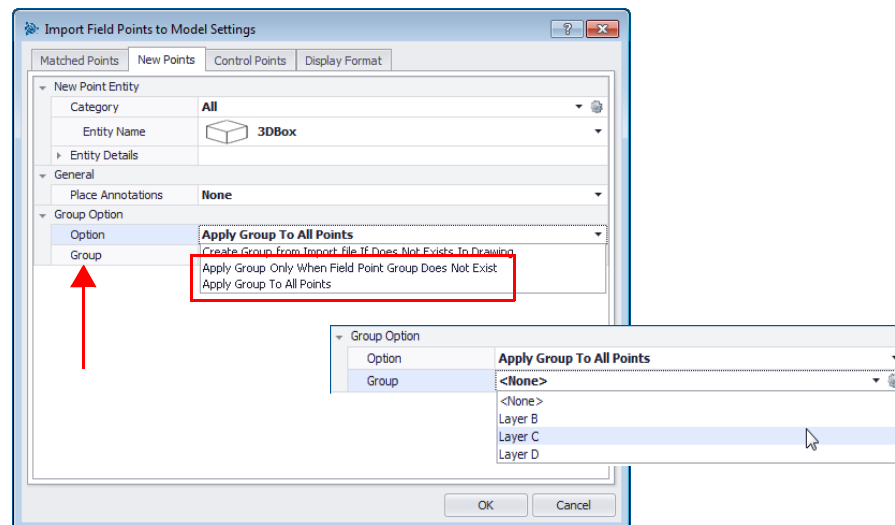 Import Field Points to Model Settings
?
Matched Points New Points Control Points Display Format
New Point Entity
Category All
Entity Name 3DBox
Entity Details
General
Place Annotations None
Group Option
Option Apply Group To All Points
Group Create Group from Import file If Does Not Exists In Drawing
Apply Group Only When Field Point Group Does Not Exist
Apply Group To All Points
Group Option
Option Apply Group To All Points
Group <None>
<None>
Layer B
Layer C
Layer D
OK Cancel